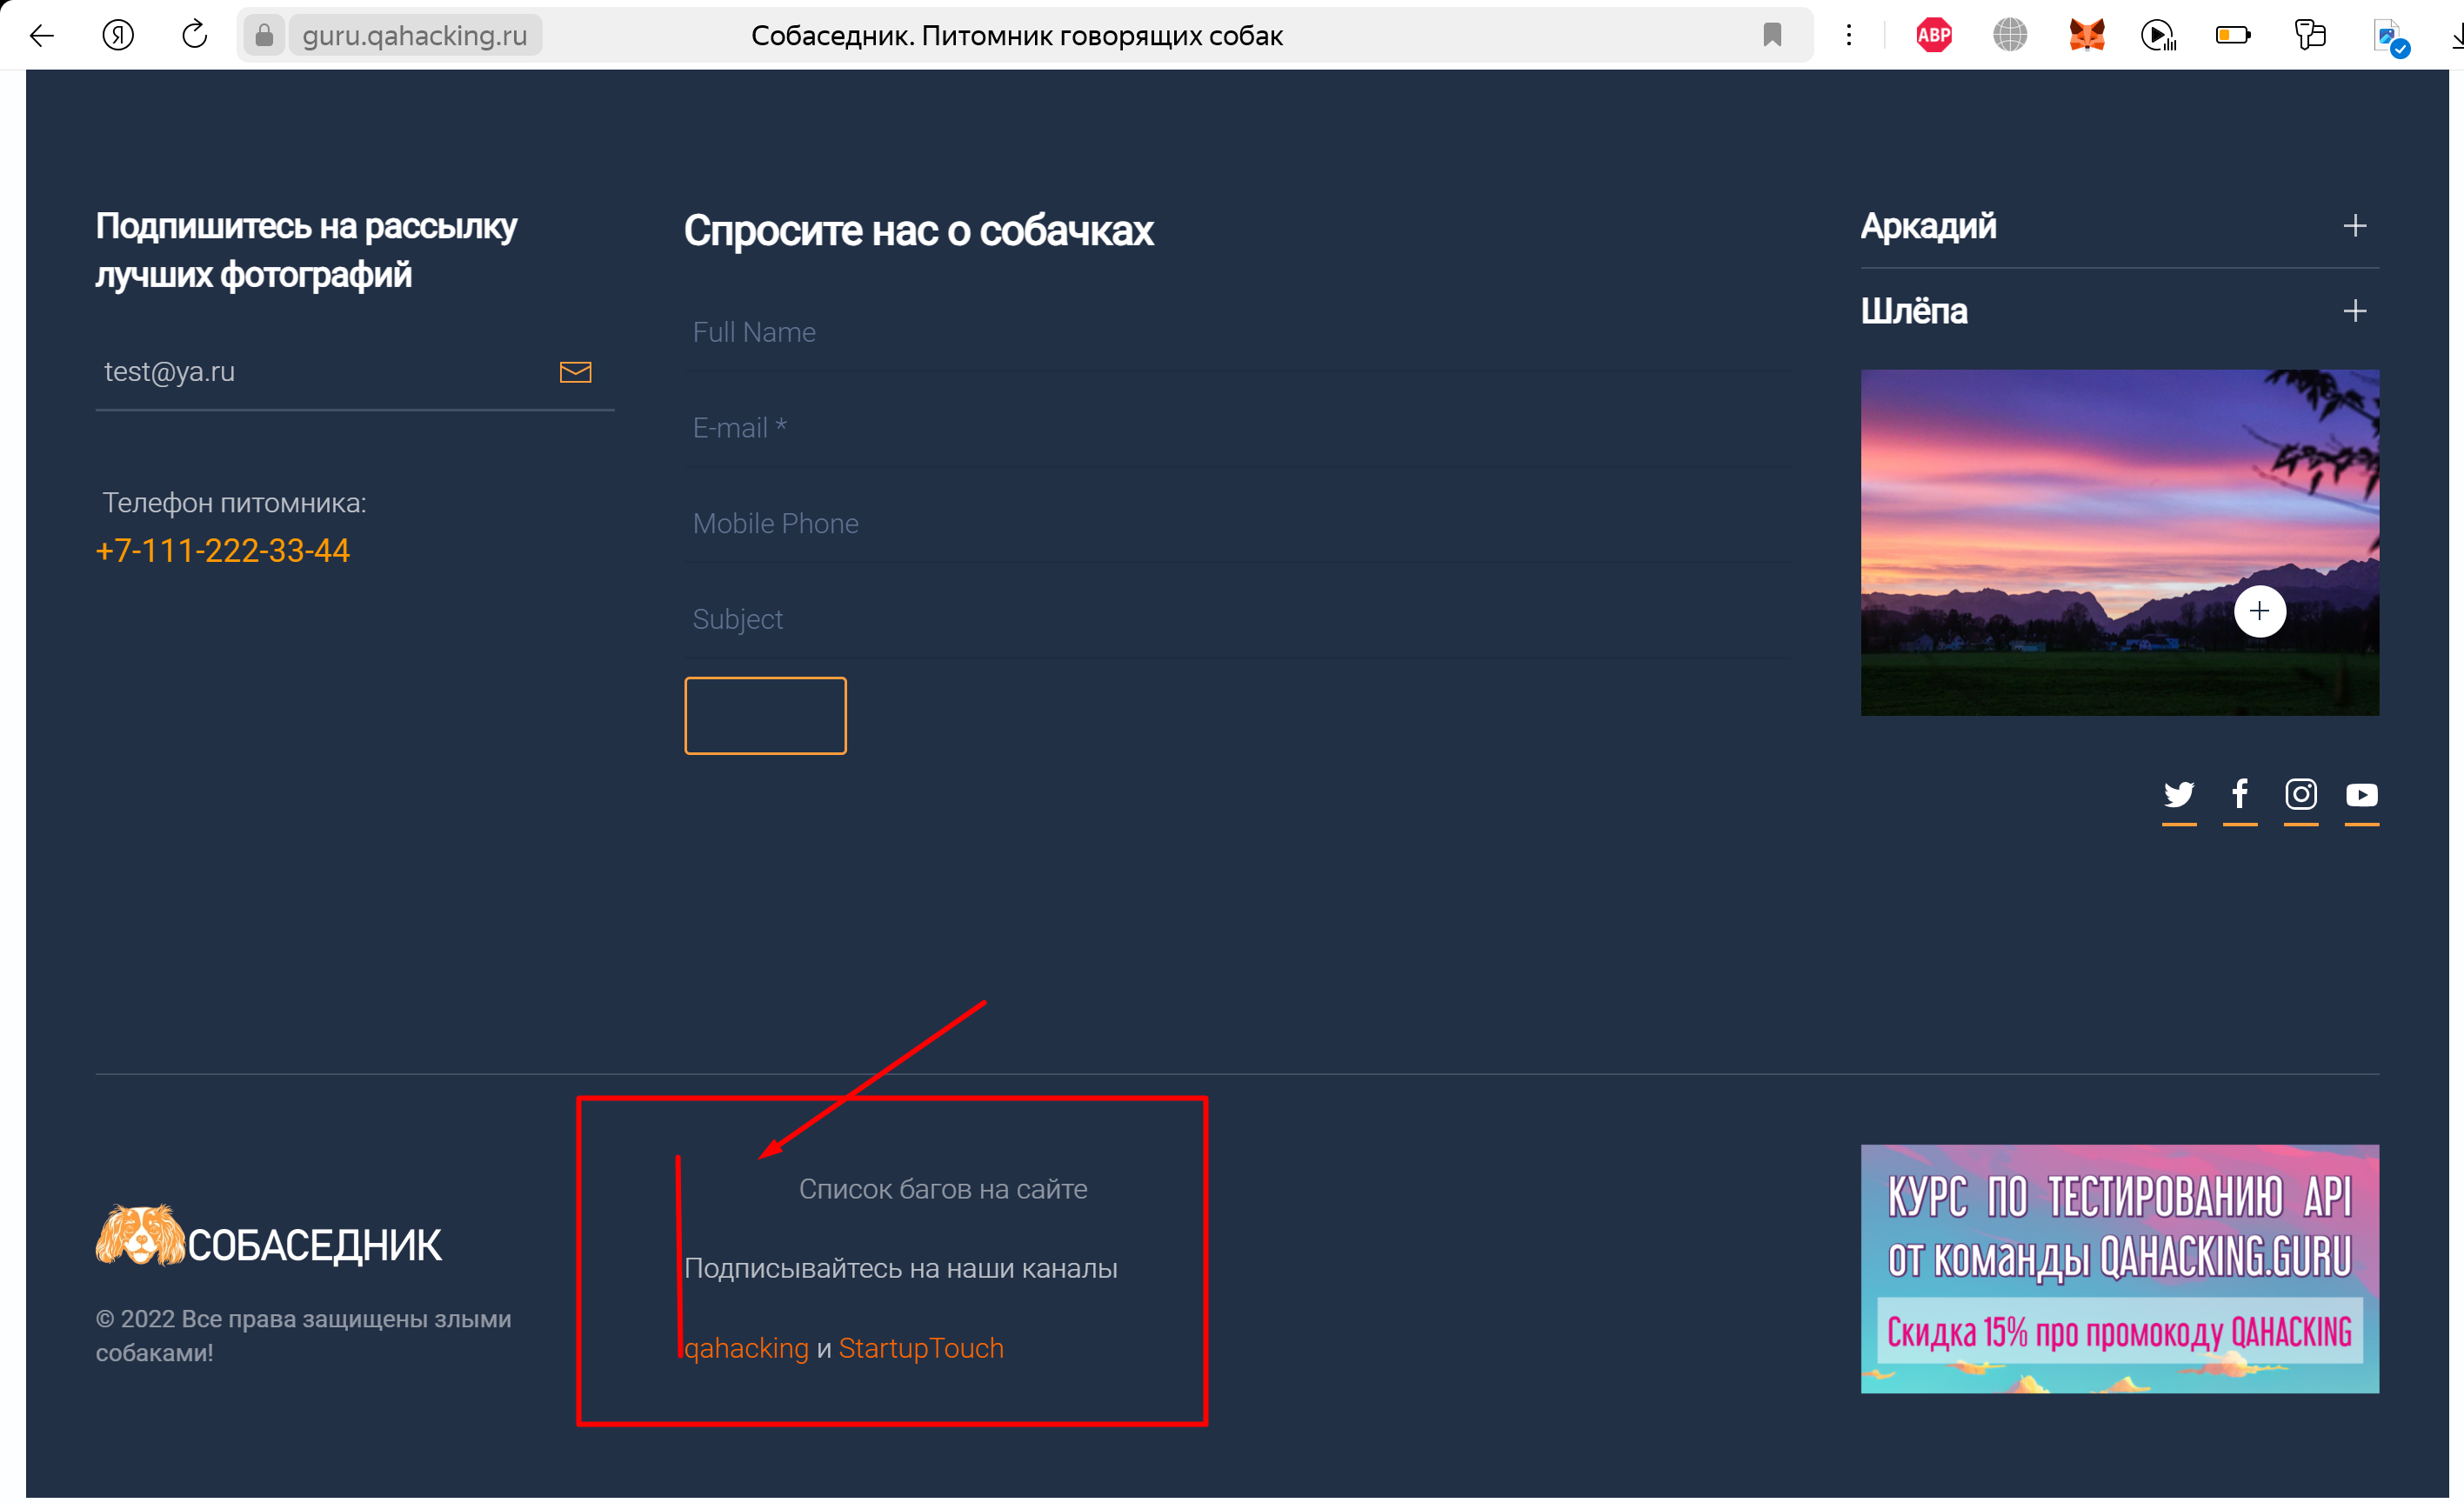 guru.qahacking.ru
Собаседник. Питомник говорящих собак
ABP
Подпишитесь на рассылку
лучших фотографий
test@ya.ru
Телефон питомника:
+7-111-222-33-44
Спросите нас о собачках
Full Name
E-mail *
Mobile Phone
Subject
Аркадий
Шлёпа
СОБАСЕДНИК
© 2022 Все права защищены злыми
собаками!
Список багов на сайте
Подписывайтесь на наши каналы
qahacking и StartupTouch
КУРС ПО ТЕСТИРОВАНИЮ API
от команды QAHACKING.GURU
Скидка 15% про промокоду QAHACKING